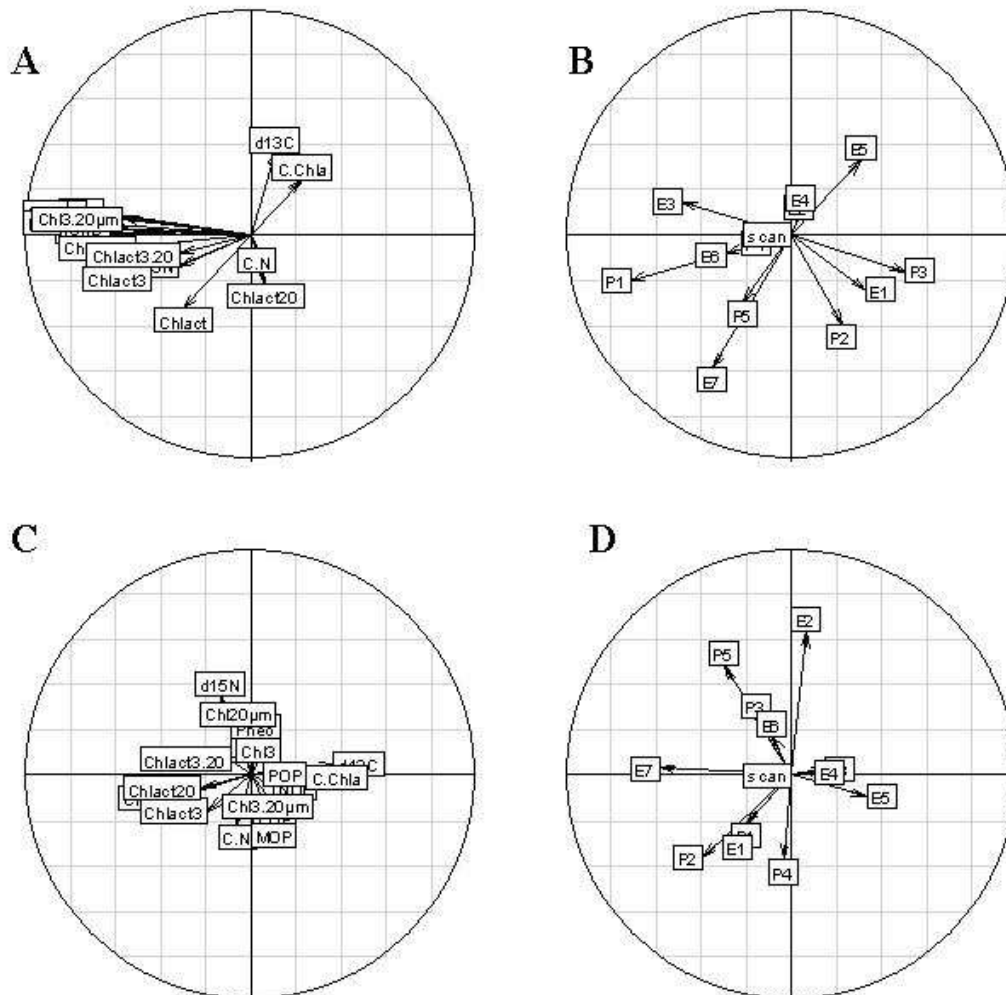 A
d13C
C.Chla
Chl3.20µm
Chlact3.20
Chlact3
C.N
Chlact20
Chlact
B
E5
E4
E3
scan
E6
P1
P3
E1
P5
P2
E7
C
d15N
Chl20µm
Pheo
Chl3
Chlact3.20
POP
d13C
C.Chla
Chlact20
Chlact3
Chl3.20µm
C.N
MOP
D
E2
P5
P3
E6
E7
scan
E4
E5
P1
E1
P2
P4